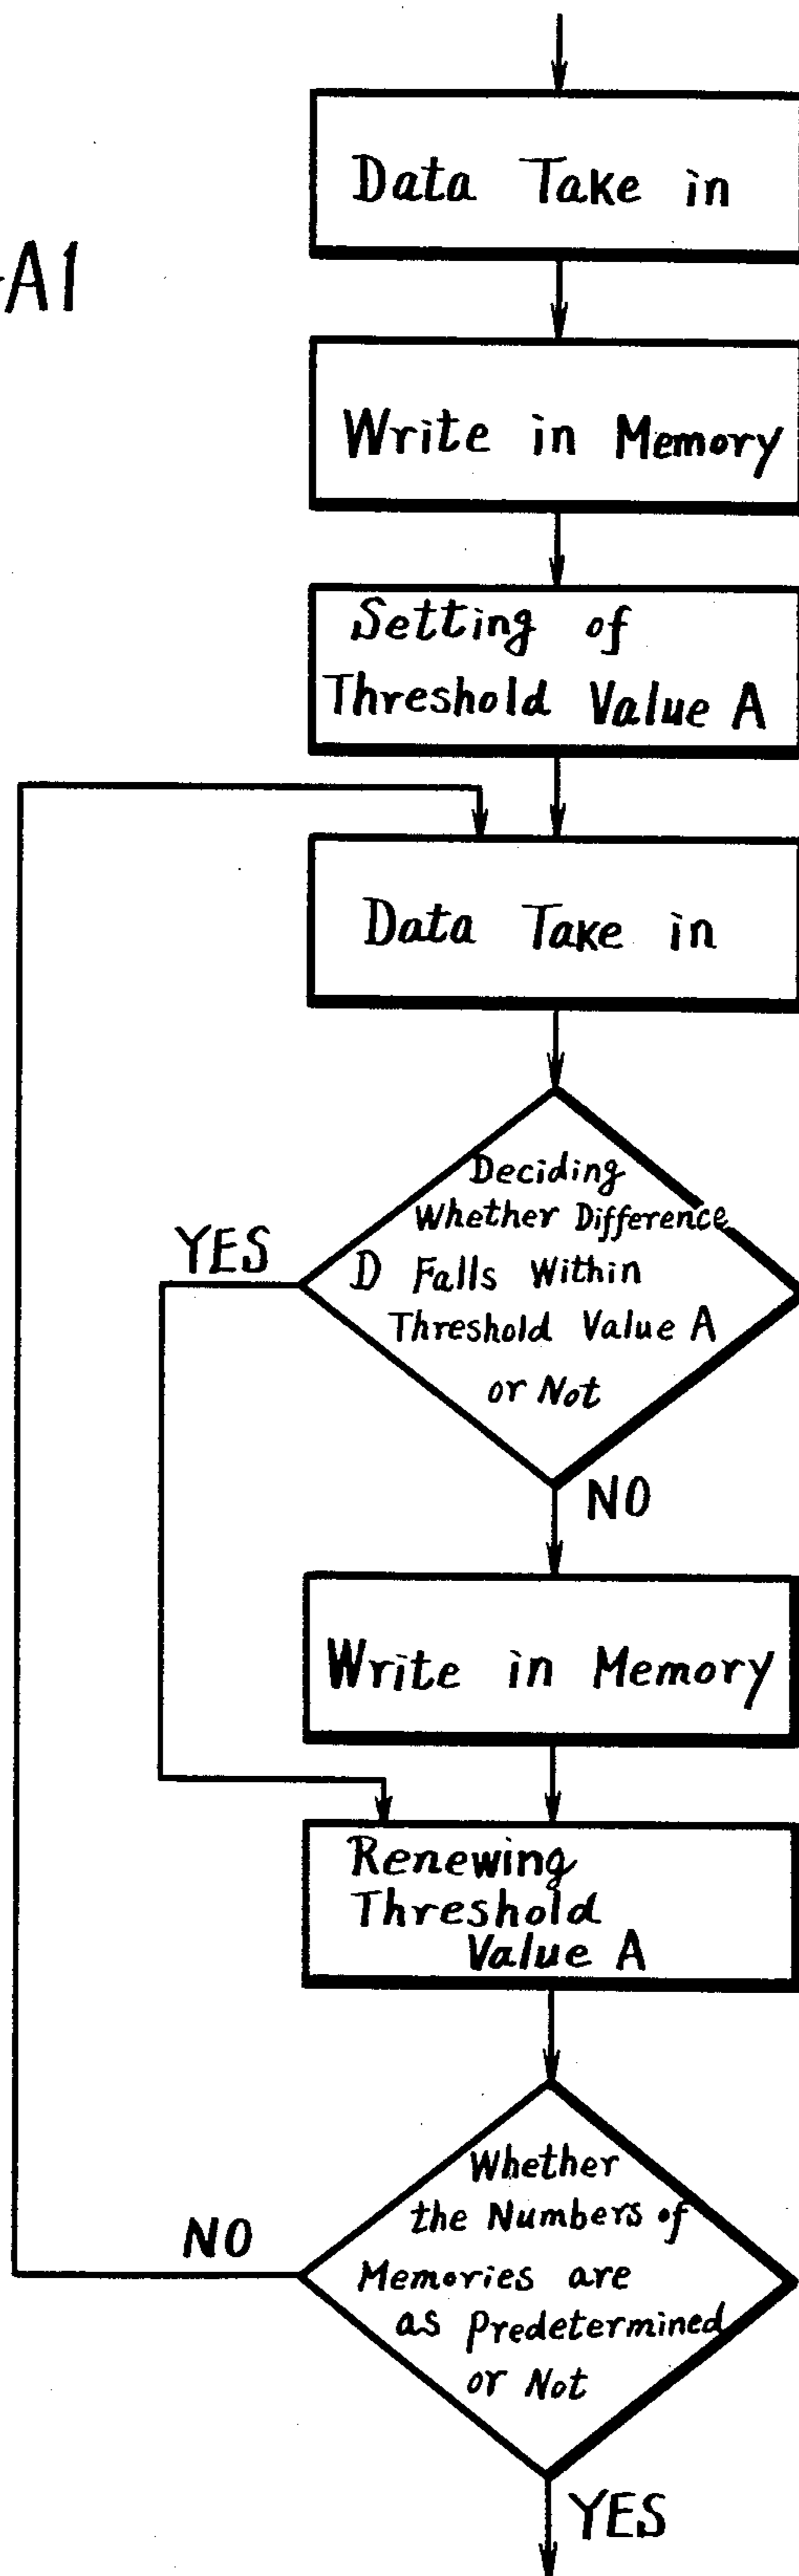 Data Take in
-A1
Write in Memory
Setting of
Threshold Value A
Data Take in
Deciding
Whether Difference
YES
D Falls Within
Threshold Value A
or Not
NO
Write in Memory
Renewing
Threshold
Value A
Whether
the Numbers of
NO
Memories are
as Predetermined
or Not
YES